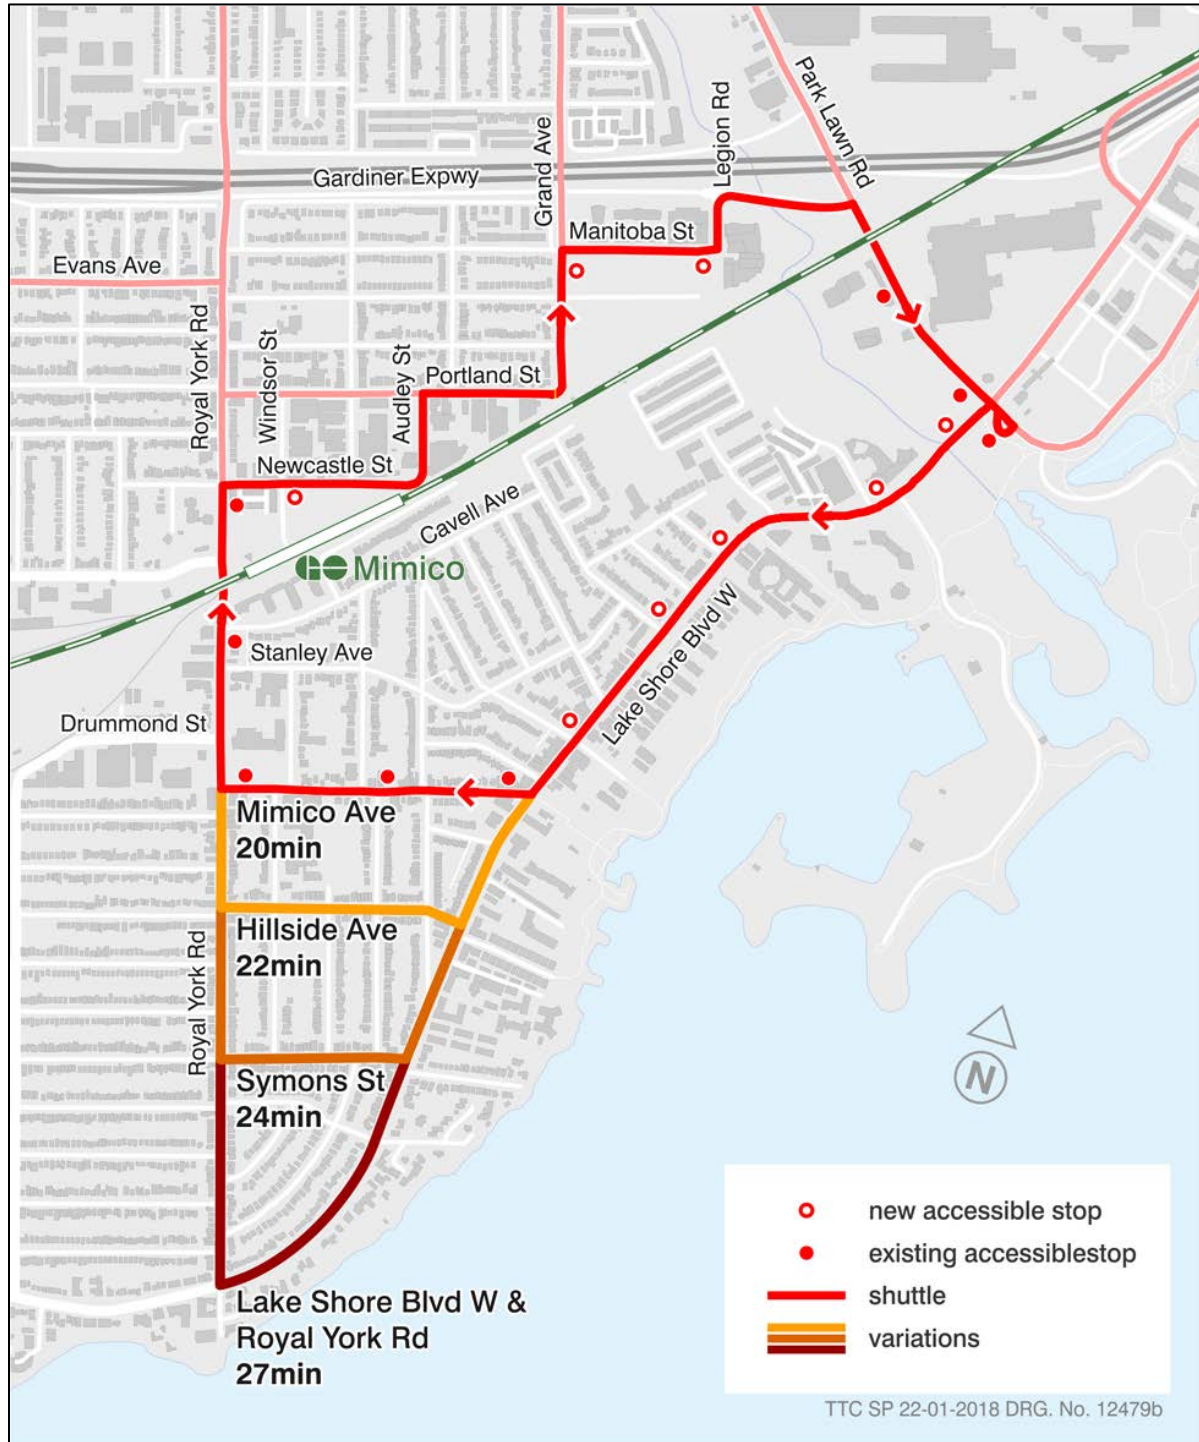 Park Lawn Rd
Legion Rd
Grand Ave
Gardiner Expwy
Manitoba St
Evans Ave
Royal York Rd
Windsor St
Audley St
Portland St
Newcastle St
Cavell Ave
Mimico
Stanley Ave
Lake Shore Blvd W
Drummond St
Mimico Ave
20min
Hillside Ave
22min
Royal York Rd
Symons St
24min
N
Lake Shore Blvd W &
Royal York Rd
27min
new accessible stop
existing accessiblestop
shuttle
variations
TTC SP 22-01-2018 DRG. No. 12479b